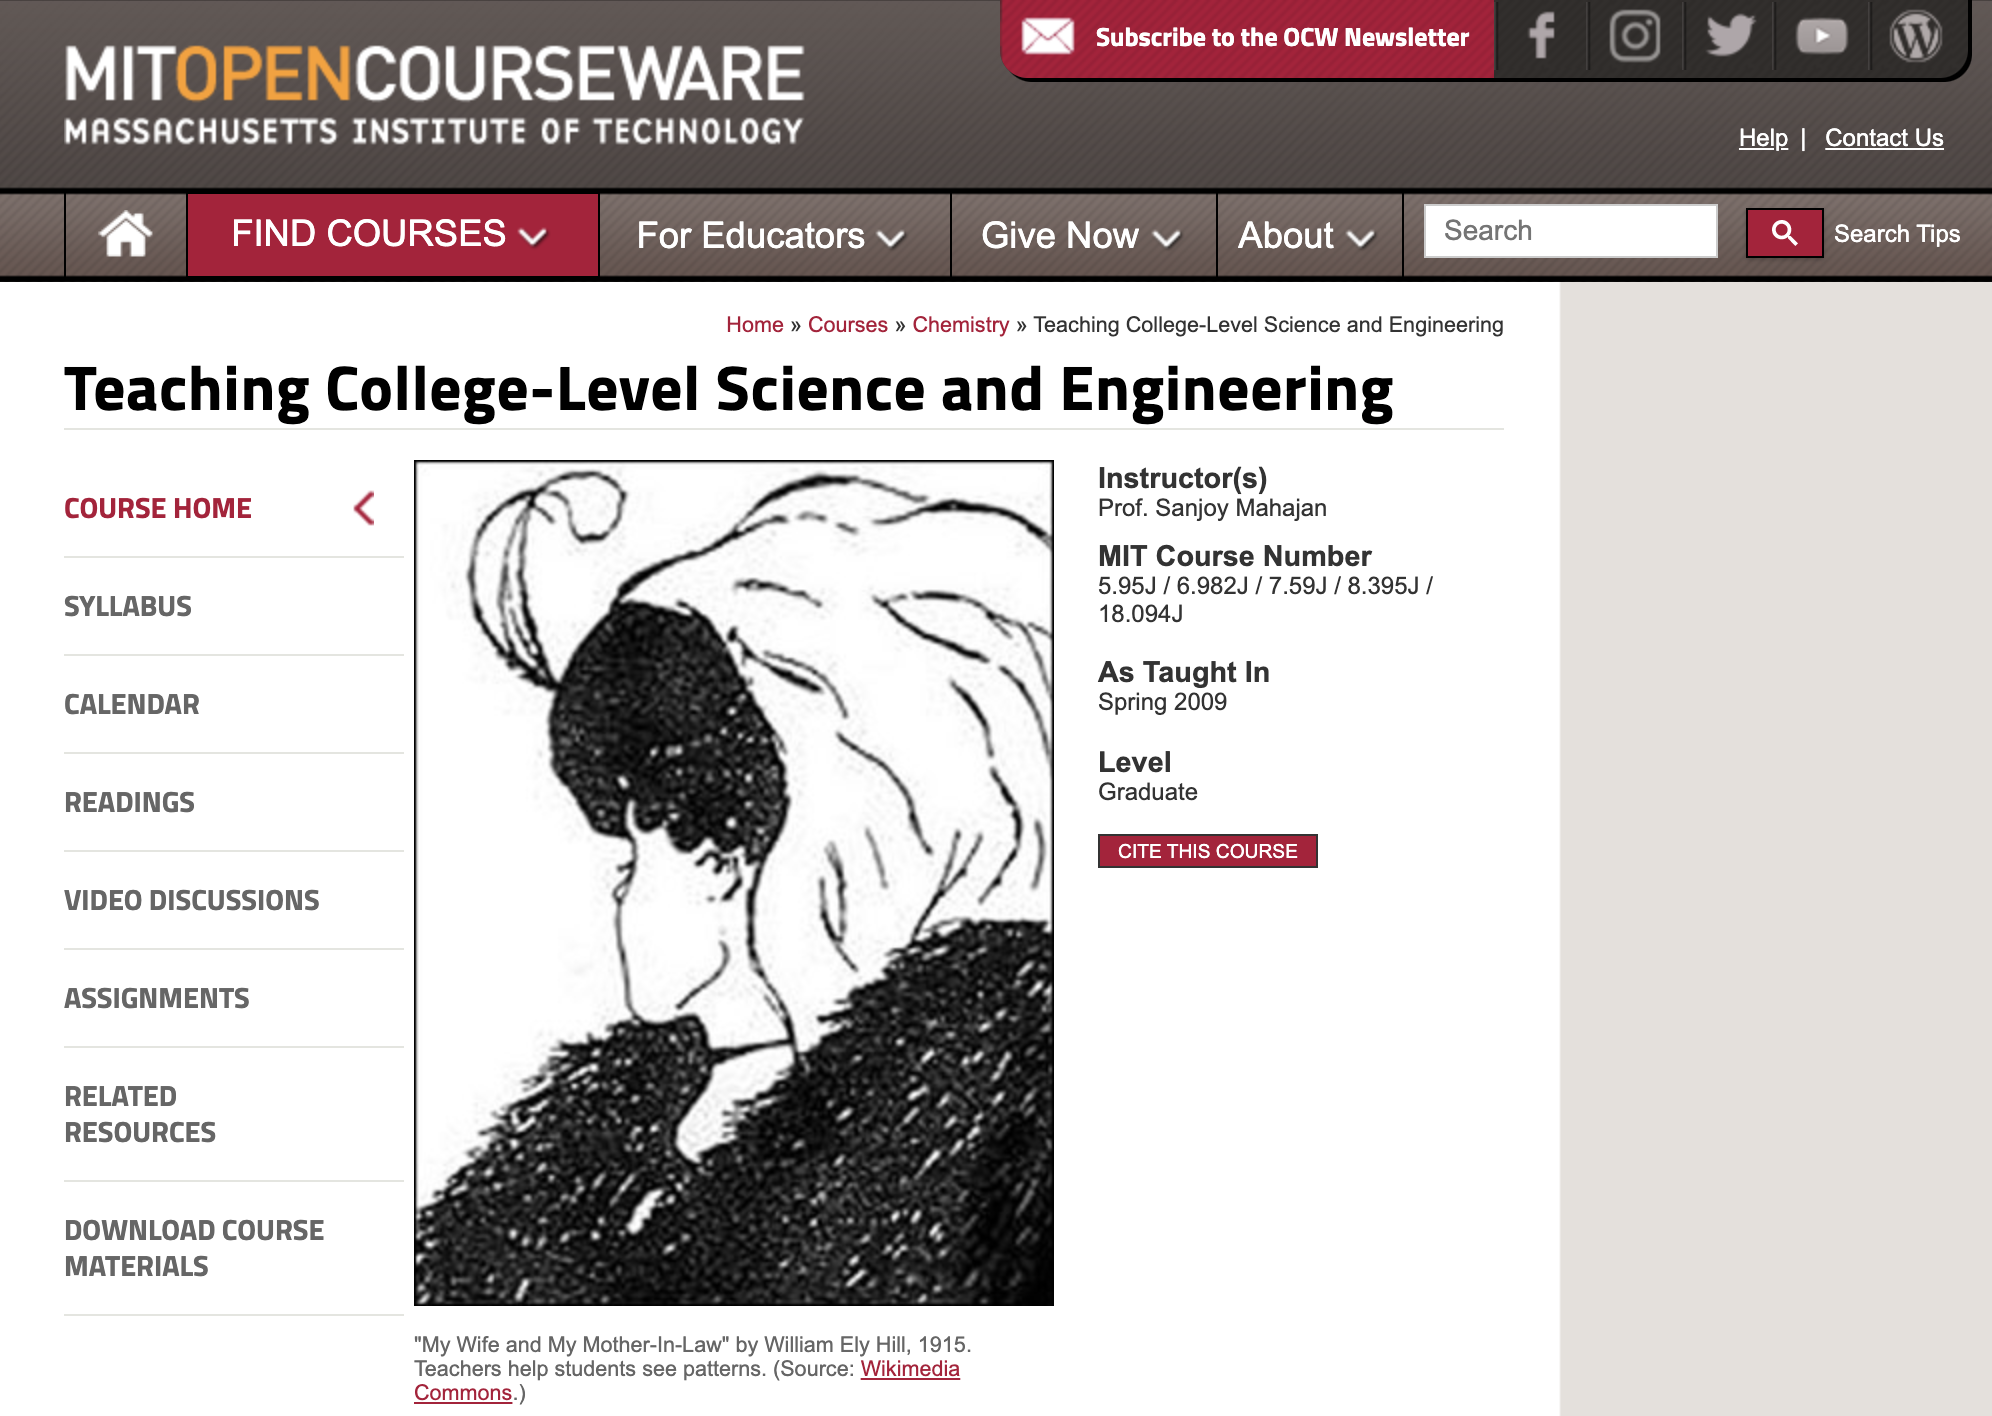 Subscribe to the OCW Newsletter
MITOPENCOURSEWARE
MASSACHUSETTS INSTITUTE OF TECHNOLOGY
Help | Contact Us
FIND COURSES
For Educators
Give Now
About
Search
Search Tips
Home » Courses » Chemistry » Teaching College-Level Science and Engineering
Teaching College-Level Science and Engineering
COURSE HOME
SYLLABUS
CALENDAR
READINGS
VIDEO DISCUSSIONS
ASSIGNMENTS
RELATED
RESOURCES
DOWNLOAD COURSE
MATERIALS
"My Wife and My Mother-In-Law" by William Ely Hill, 1915.
Teachers help students see patterns. (Source: Wikimedia
Commons.)
Instructor(s)
Prof. Sanjoy Mahajan
MIT Course Number
5.95J / 6.982J / 7.59J / 8.395J /
18.094J
As Taught In
Spring 2009
Level
Graduate
CITE THIS COURSE